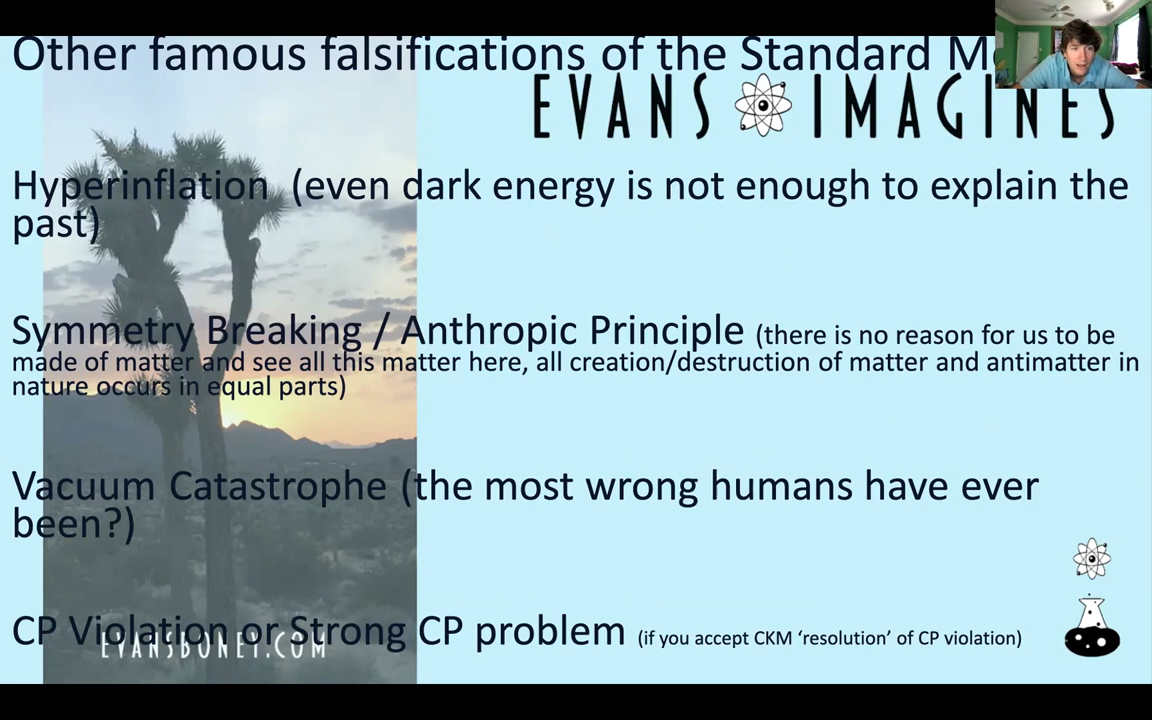 Other famous falsifications of the Standard M
EVANS IMAGINES
Hyperinflation (even dark energy is not enough to explain the
past)
Symmetry Breaking / Anthropic Principle (there is no reason for us to be
made of matter and see all this matter here, all creation/destruction of matter and antimatter in
nature occurs in equal parts)
Vacuum Catastrophe (the most wrong humans have ever
been?)
CP Violation or Strong CP problem (if you accept CKM ‘resolution’ of CP violation)
EVANSBONEY.COM